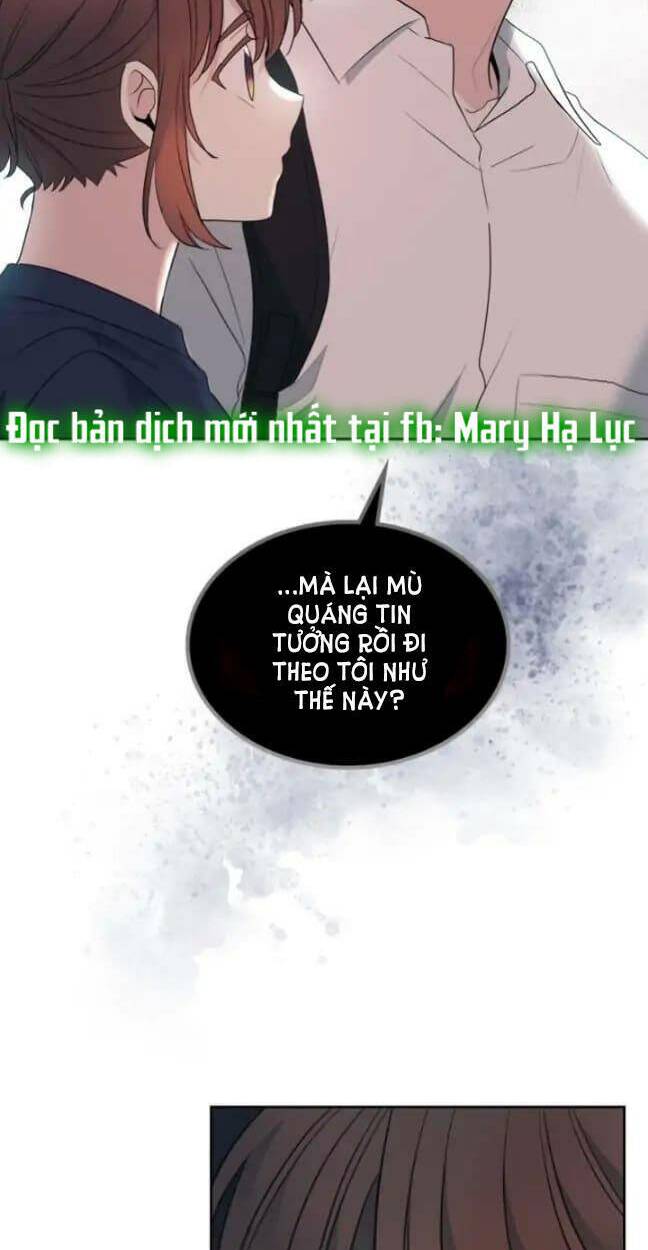 Đọc bản dịch mới nhất tại fb: Mary Hạ Lục
...MÀ LẠI MÙ
QUÁNG TIN
TƯỞNG RỒI ĐI
THEO TÔI NHƯ
THẾ NÀY?